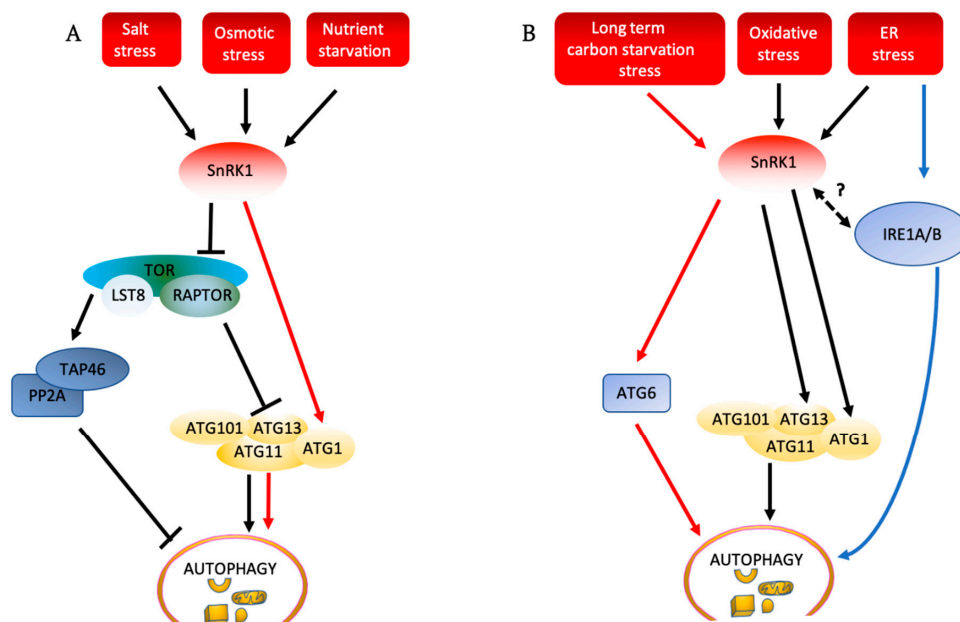 A
Salt
stress
Osmotic
stress
Nutrient
starvation
SnRK1
TOR
LST8
RAPTOR
TAP46
PP2A
ATG101
ATG13
ATG11
ATG1
AUTOPHAGY
B
Long term
carbon starvation
stress
Oxidative
stress
ER
stress
SnRK1
?
IRE1A/B
ATG6
ATG101
ATG13
ATG11
ATG1
AUTOPHAGY